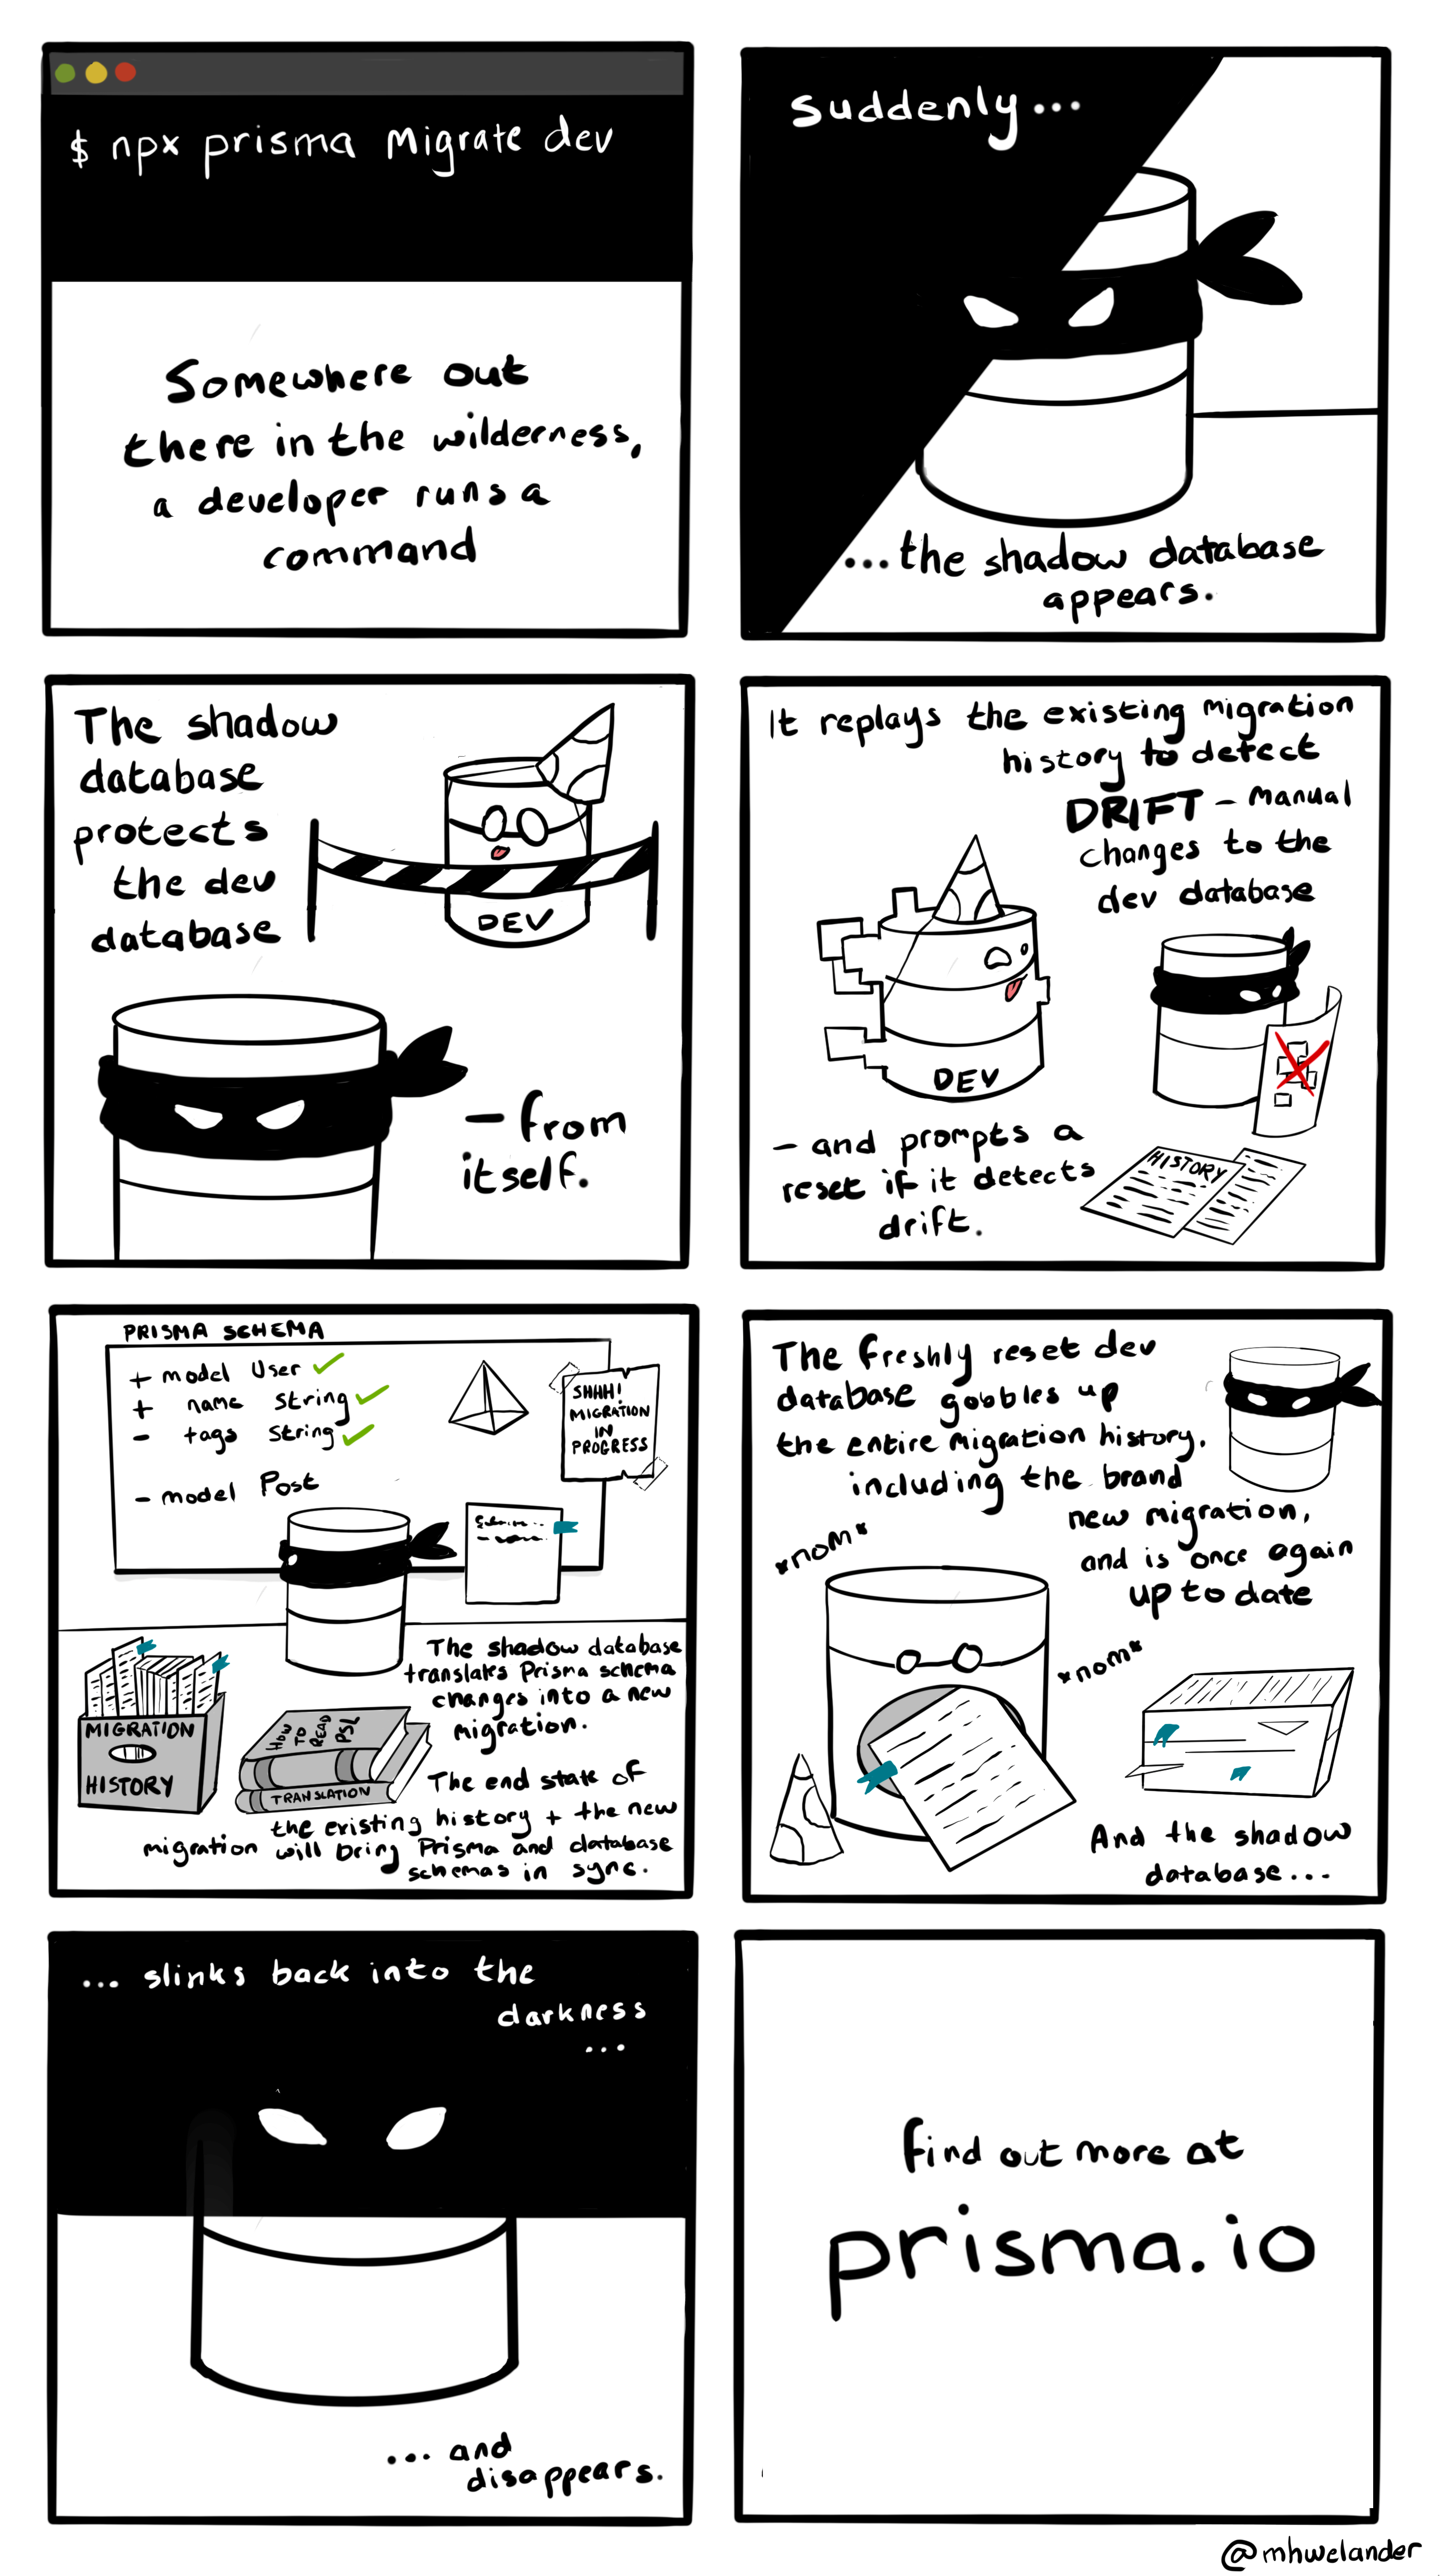 $ npx prisma migrate dev
Somewhere out
there in the wilderness,
a developer runs a
command
Suddenly...
...the shadow database
appears.
The shadow
database
protects
the dev
database
DEV
- from
itself.
It replays the existing migration
history to detect
DRIFT - manual
changes to the
dev database
DEV
HISTORY
- and prompts a
reset if it detects
drift.
PRISMA SCHEMA
+ model User
+ name String
- tags String
- model Post
SHHH!
MIGRATION
IN
PROGRESS
MIGRATION
HISTORY
HOW
TO
READ
PSL
TRANSLATION
The shadow database
translates Prisma schema
changes into a new
migration.
The end state of
the existing history + the new
migration will bring Prisma and database
schemas in sync.
The freshly reset dev
database gobbles up
the entire migration history,
including the brand
new migration,
and is once again
up to date
*nom*
*nom*
And the shadow
database...
... slinks back into the
darkness
...
... and
disappears.
find out more at
prisma.io
@mhwelander